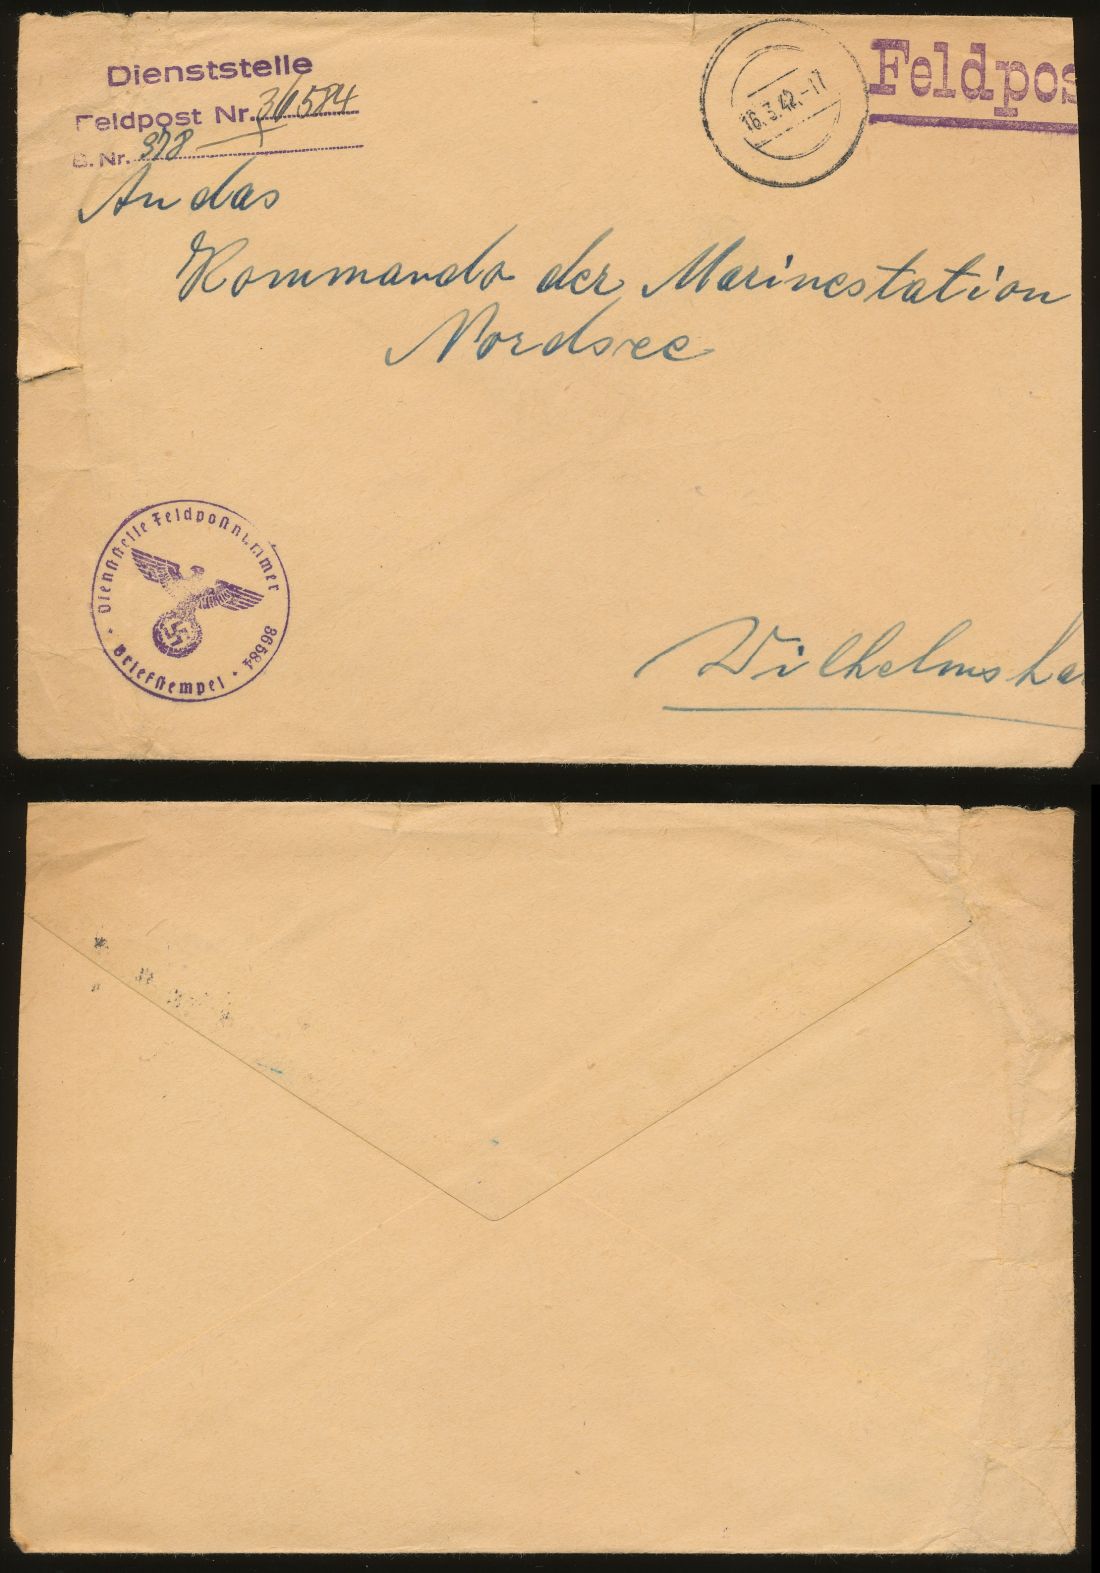 Dienststelle
Feldpost Nr. 36584
B. Nr. 378
16.3.42.-17
Feldpos
An das
Kommando der Marinestation
Nordsee
Dienststelle Feldpostnummer 36584
Briefstempel
Wilhelmsha